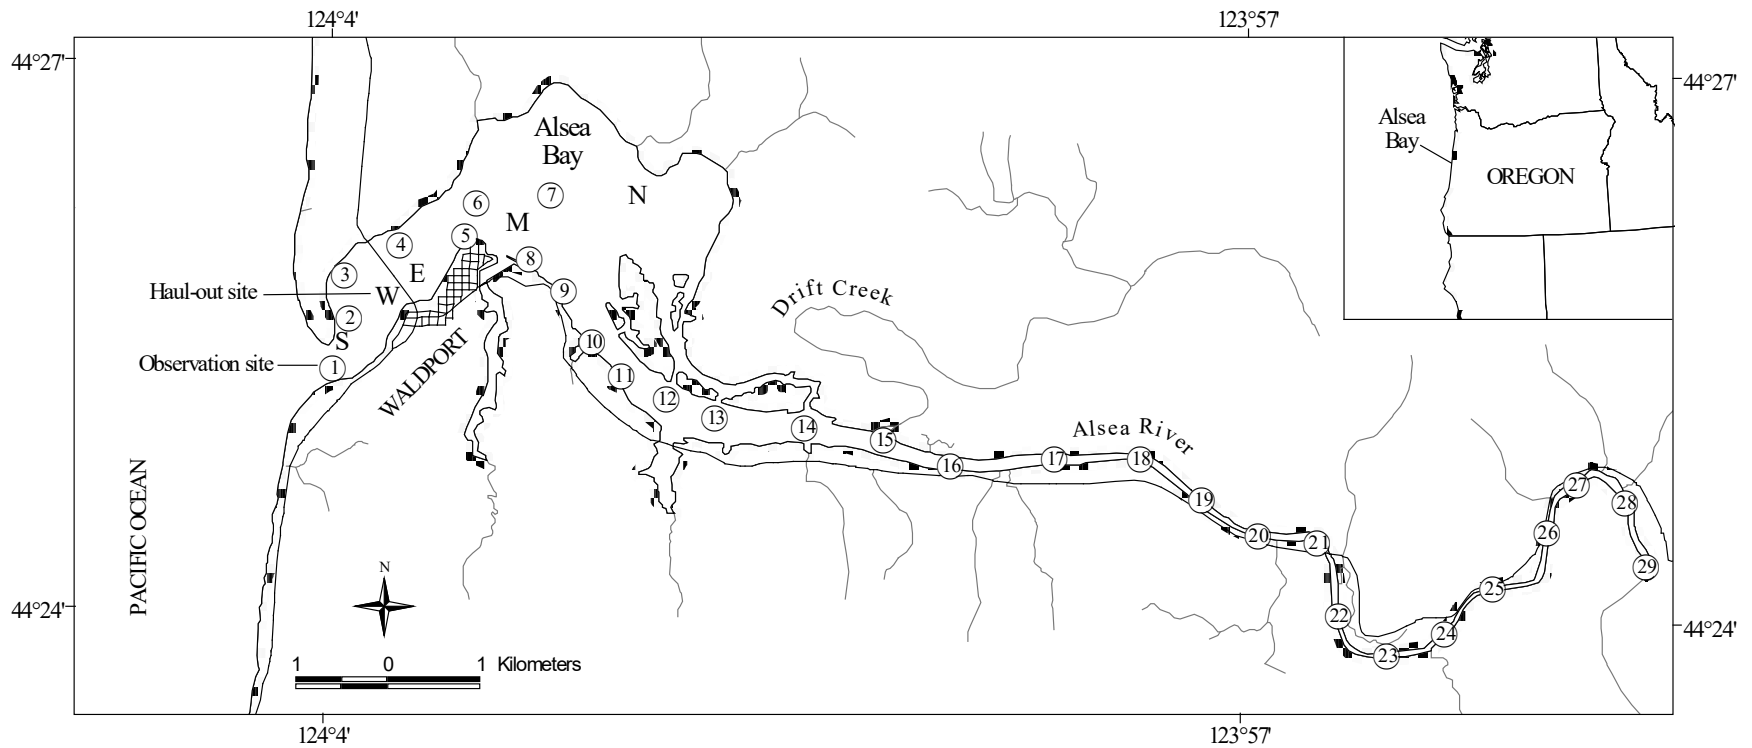 124°4'
123°57'
44°27'
44°27'
Alsea
Bay
Alsea
Bay
OREGON
N
7
6
M
5
4
8
E
3
9
Haul-out site
W
Drift Creek
2
S
10
Observation site
1
WALDPORT
11
12
13
14
15
Alsea River
16
17
18
19
20
21
22
23
24
25
26
27
28
29
PACIFIC OCEAN
N
44°24'
44°24'
1 0 1 Kilometers
124°4'
123°57'